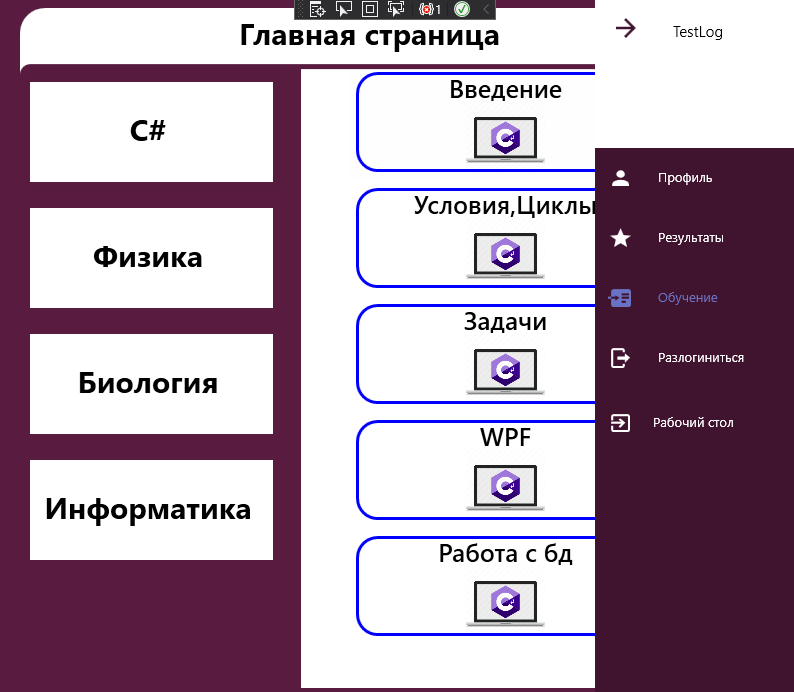 1
Главная страница
C#
Физика
Биология
Информатика
Введение
Условия,Циклы
Задачи
WPF
Работа с бд
TestLog
Профиль
Результаты
Обучение
Разлогиниться
Рабочий стол